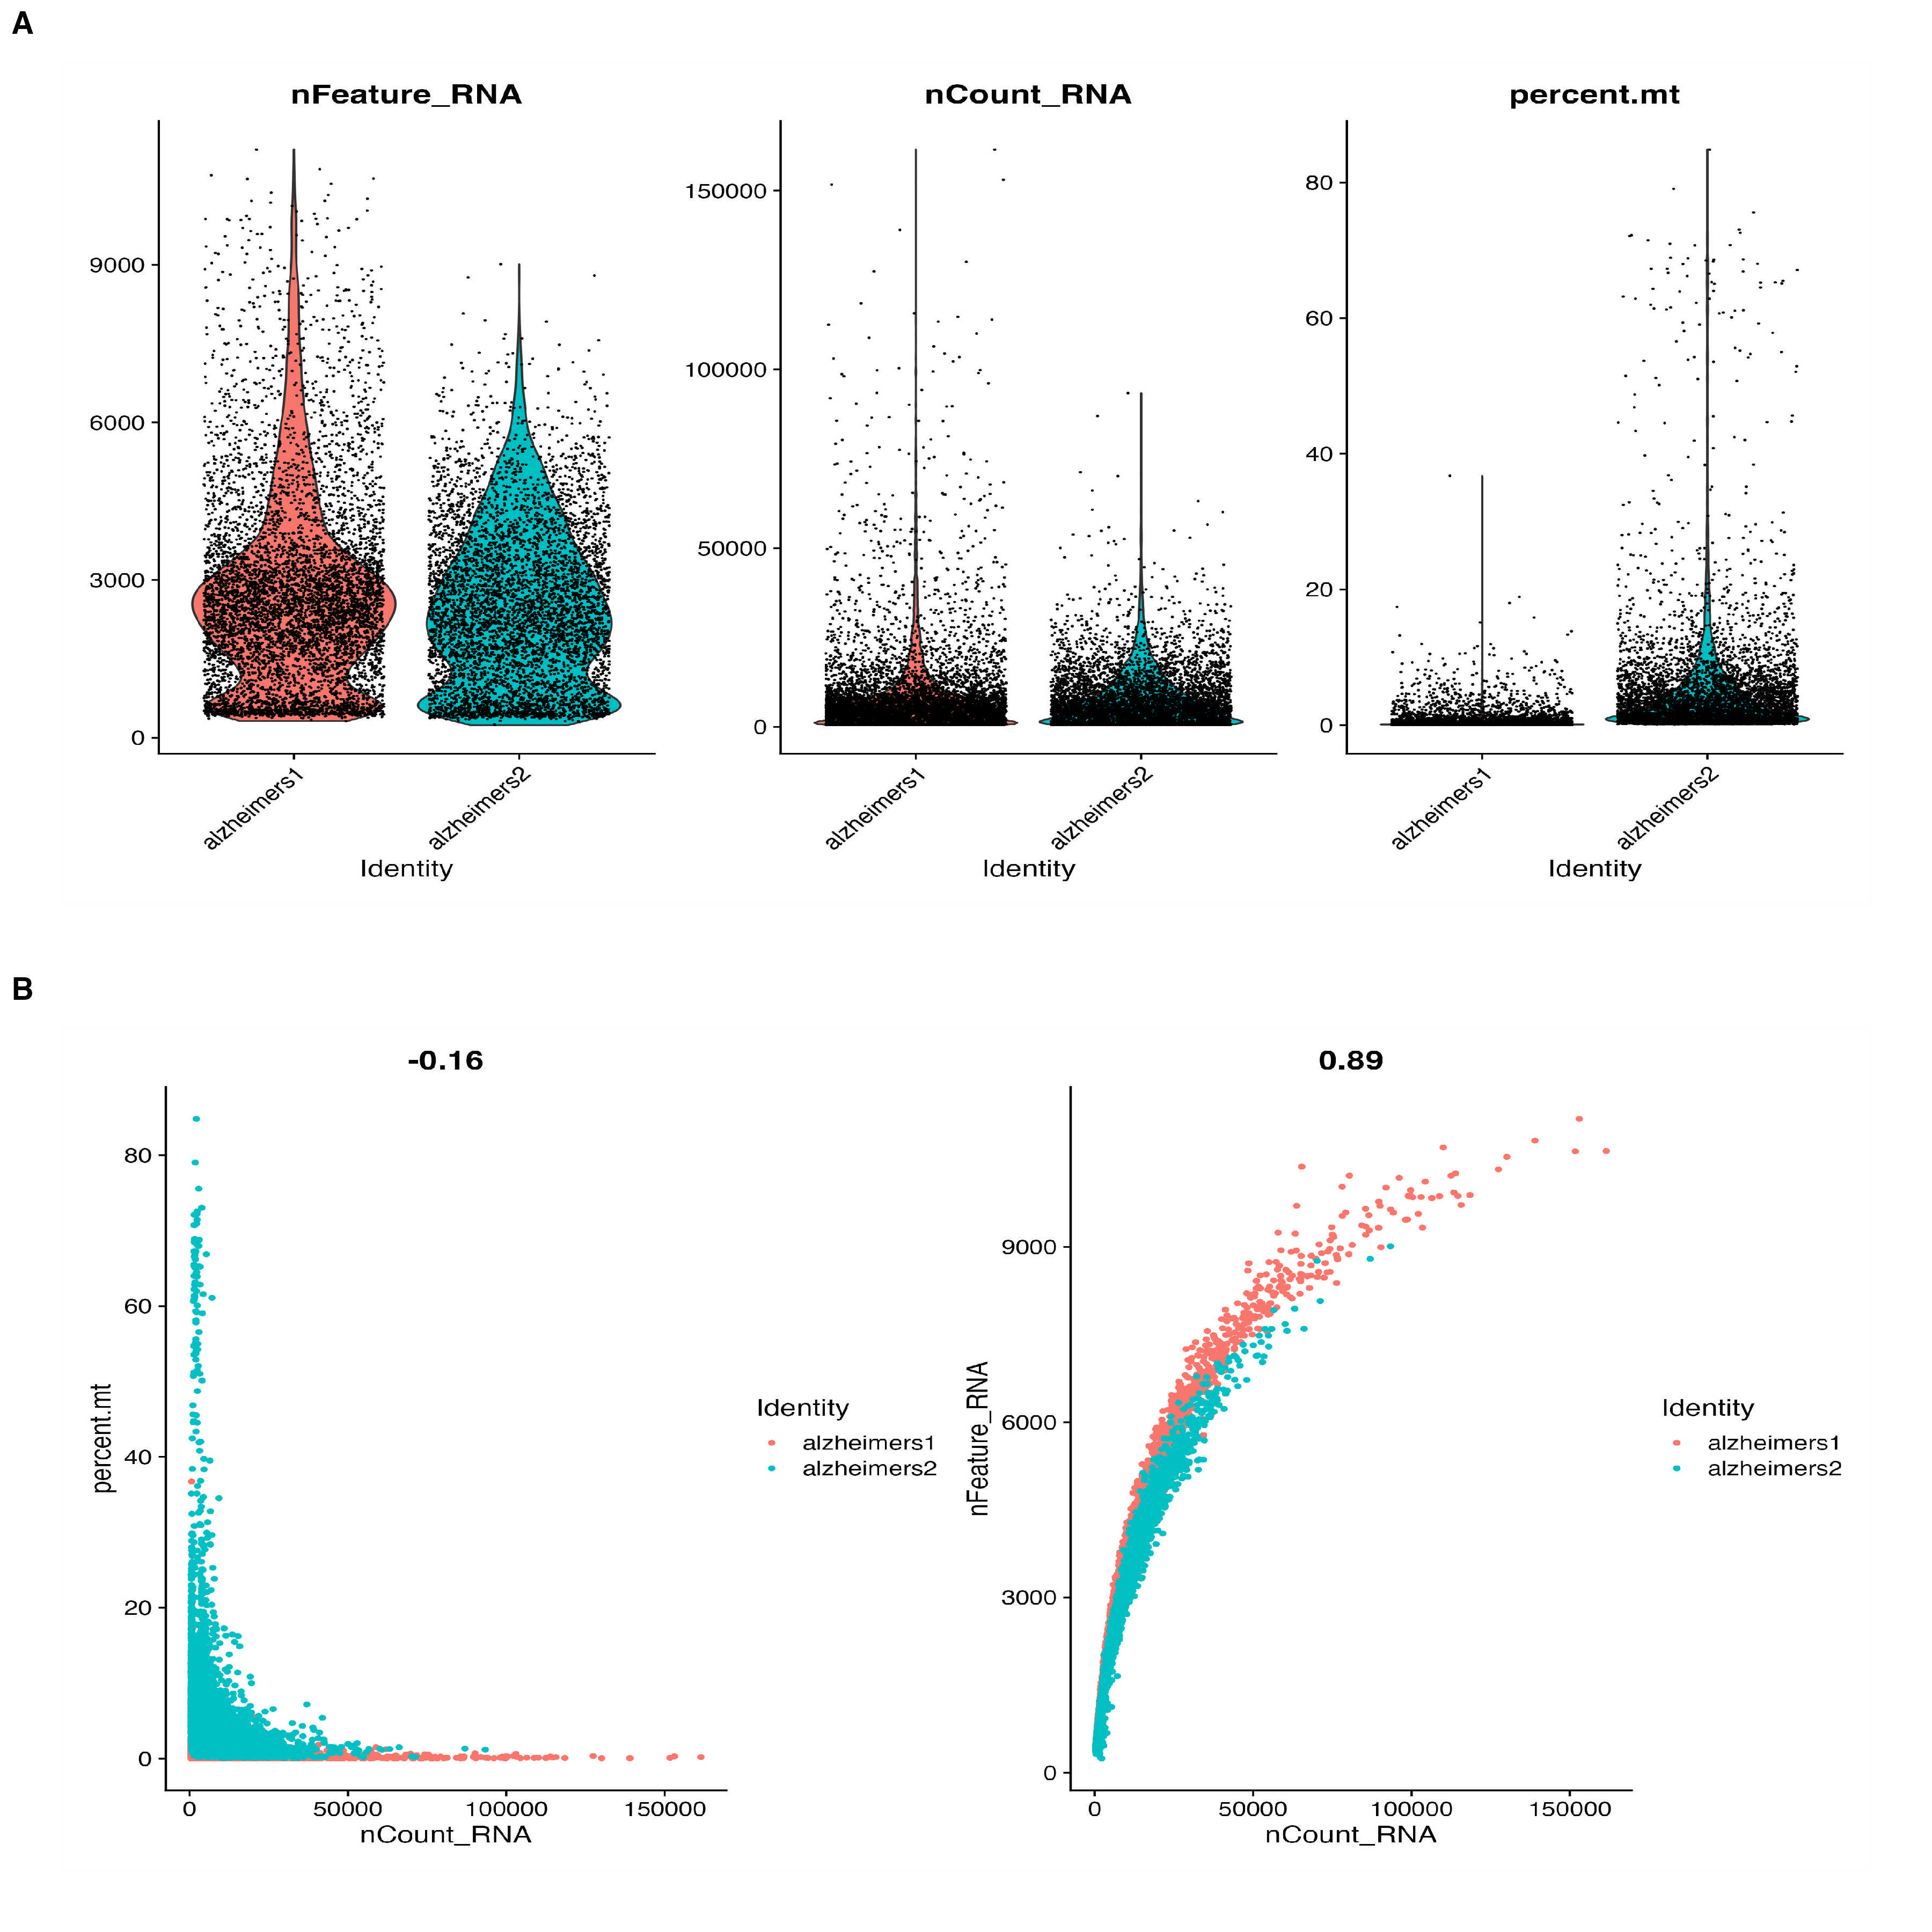 A
nFeature_RNA
nCount_RNA
percent.mt
9000
6000
3000
0
150000
100000
50000
0
80
60
40
20
0
alzheimers1
alzheimers2
alzheimers1
alzheimers2
alzheimers1
alzheimers2
Identity
Identity
Identity
B
-0.16
percent.mt
80
60
40
20
0
0
50000
100000
150000
nCount_RNA
Identity
alzheimers1
alzheimers2
0.89
nFeature_RNA
9000
6000
3000
0
0
50000
100000
150000
nCount_RNA
Identity
alzheimers1
alzheimers2